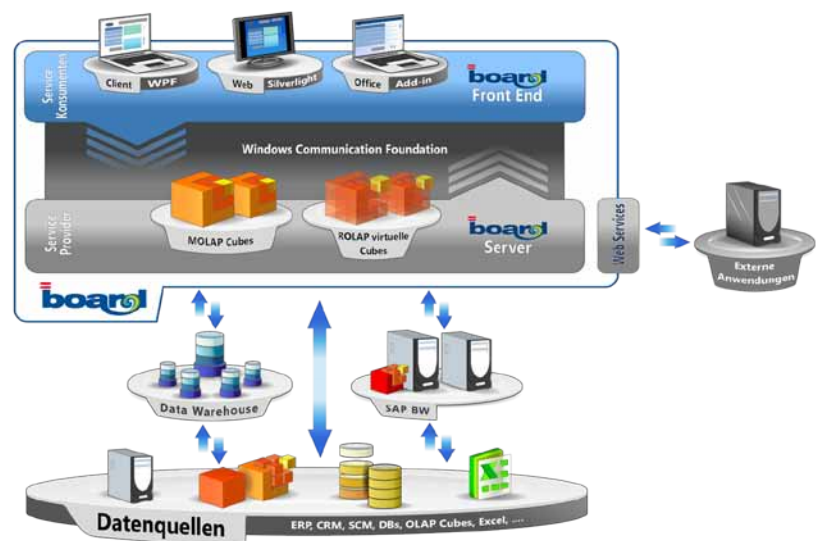 Client WPF
Web Silverlight
Office Add-in
Service
Konsumenten
board
Front End
Windows Communication Foundation
Service
Provider
MOLAP Cubes
ROLAP virtuelle
Cubes
board
Server
Web Services
Externe
Anwendungen
board
Data Warehouse
SAP BW
Datenquellen
ERP, CRM, SCM, DBs, OLAP Cubes, Excel, ....